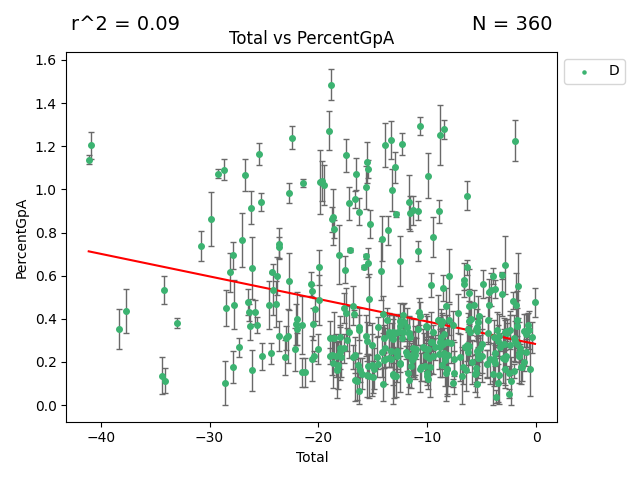 r^2 = 0.09
N = 360
Total vs PercentGpA
D
PercentGpA
1.6
1.4
1.2
1.0
0.8
0.6
0.4
0.2
0.0
−40
−30
−20
−10
0
Total